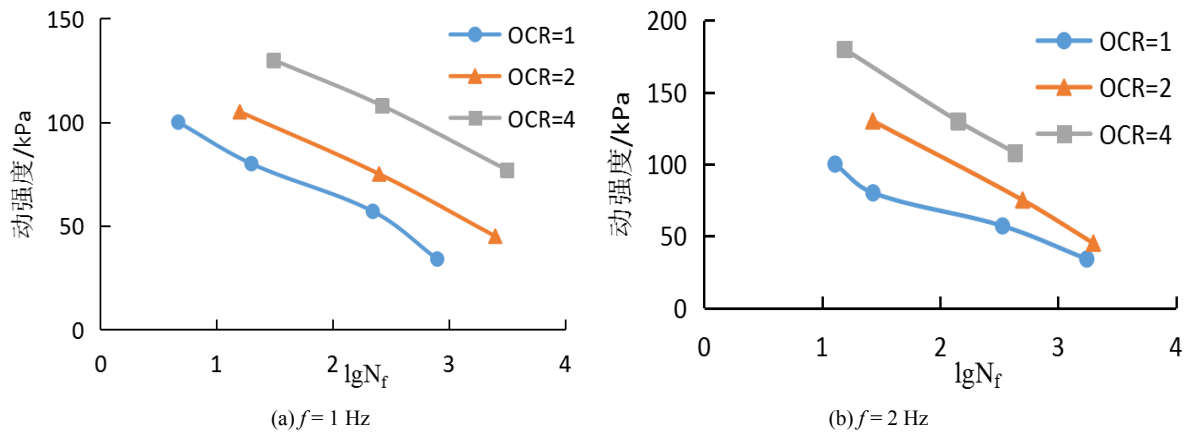 150
100
50
0
动强度/kPa
0 1 2 3 4
lgN_f
OCR=1
OCR=2
OCR=4
(a) f = 1 Hz
200
150
100
50
0
动强度/kPa
0 1 2 3 4
lgN_f
OCR=1
OCR=2
OCR=4
(b) f = 2 Hz